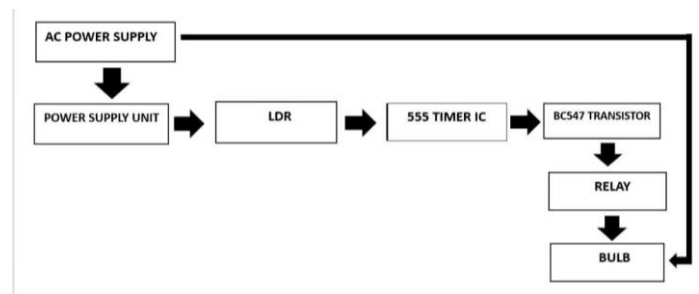 AC POWER SUPPLY
POWER SUPPLY UNIT
LDR
555 TIMER IC
BC547 TRANSISTOR
RELAY
BULB